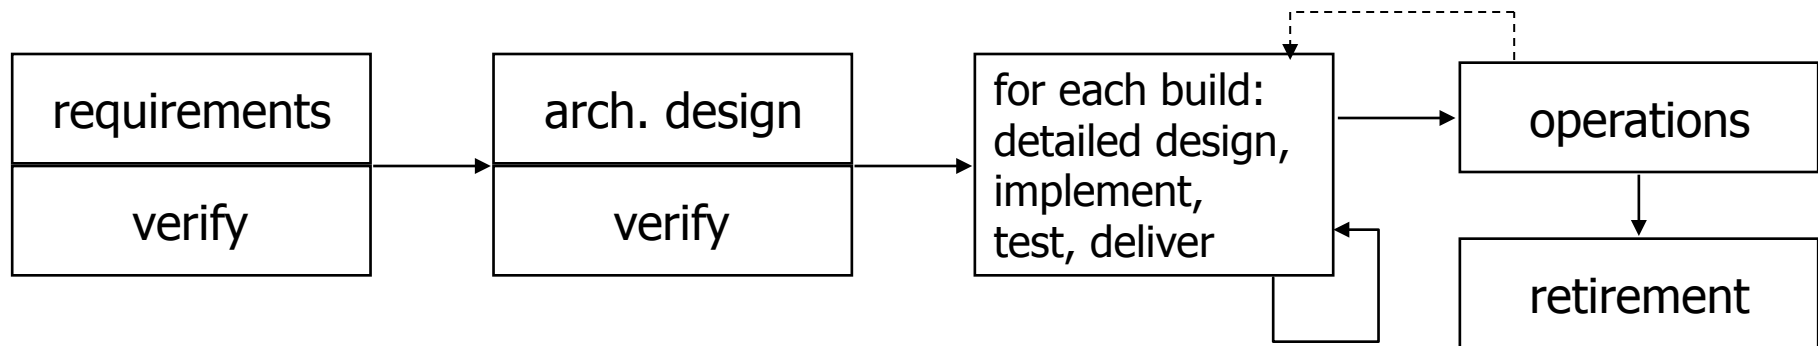 requirements
verify
arch. design
verify
for each build:
detailed design,
implement,
test, deliver
operations
retirement